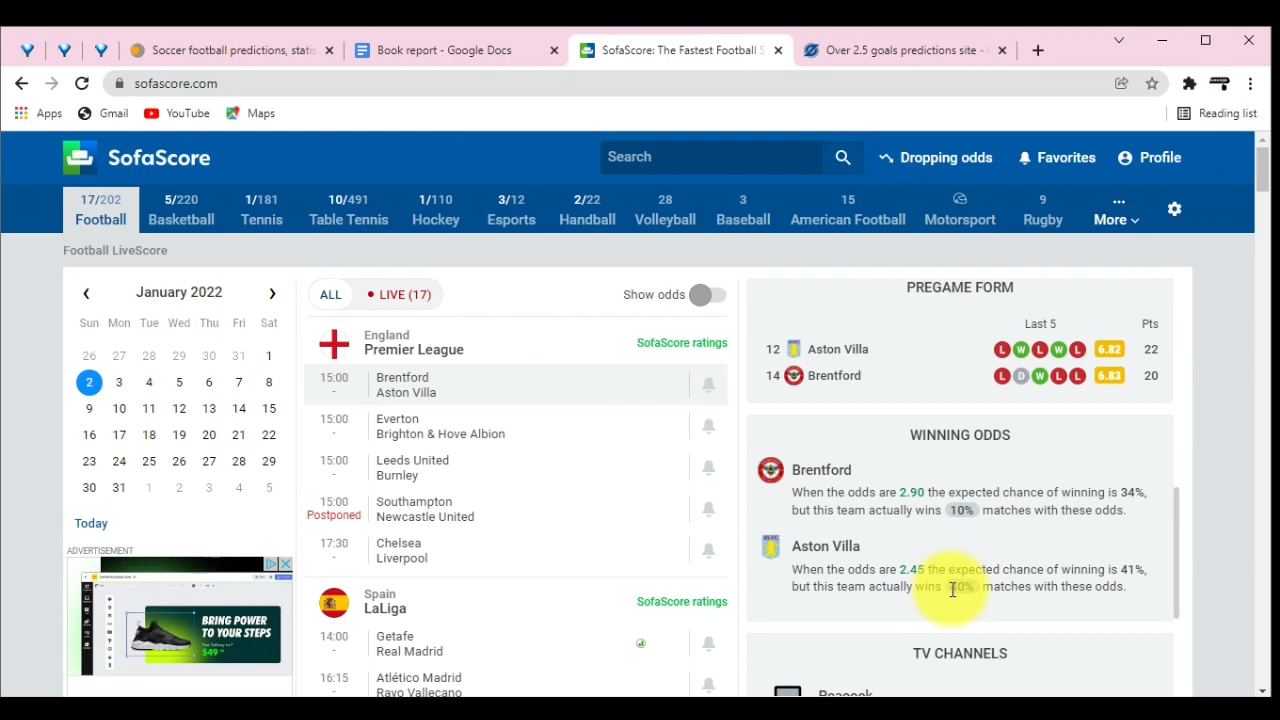 Soccer football predictions, statis
Book report - Google Docs
SofaScore: The Fastest Football S
Over 2.5 goals predictions site -
sofascore.com
Apps
Gmail
YouTube
Maps
Reading list
SofaScore
Search
Dropping odds
Favorites
Profile
17/202
Football
5/220
Basketball
1/181
Tennis
10/491
Table Tennis
1/110
Hockey
3/12
Esports
2/22
Handball
28
Volleyball
3
Baseball
15
American Football
Motorsport
9
Rugby
...
More
Football LiveScore
January 2022
Sun Mon Tue Wed Thu Fri Sat
26 27 28 29 30 31 1
2 3 4 5 6 7 8
9 10 11 12 13 14 15
16 17 18 19 20 21 22
23 24 25 26 27 28 29
30 31 1 2 3 4 5
Today
ADVERTISEMENT
BRING POWER
TO YOUR STEPS
$49
ALL
LIVE (17)
Show odds
England
Premier League
SofaScore ratings
15:00 Brentford
- Aston Villa
15:00 Everton
- Brighton & Hove Albion
15:00 Leeds United
- Burnley
15:00 Southampton
Postponed Newcastle United
17:30 Chelsea
- Liverpool
Spain
LaLiga
SofaScore ratings
14:00 Getafe
- Real Madrid
16:15 Atlético Madrid
- Rayo Vallecano
PREGAME FORM
Last 5 Pts
12 Aston Villa L W L W L 6.82 22
14 Brentford L D W L L 6.83 20
WINNING ODDS
Brentford
When the odds are 2.90 the expected chance of winning is 34%,
but this team actually wins 10% matches with these odds.
Aston Villa
When the odds are 2.45 the expected chance of winning is 41%,
but this team actually wins matches with these odds.
TV CHANNELS
Peacock